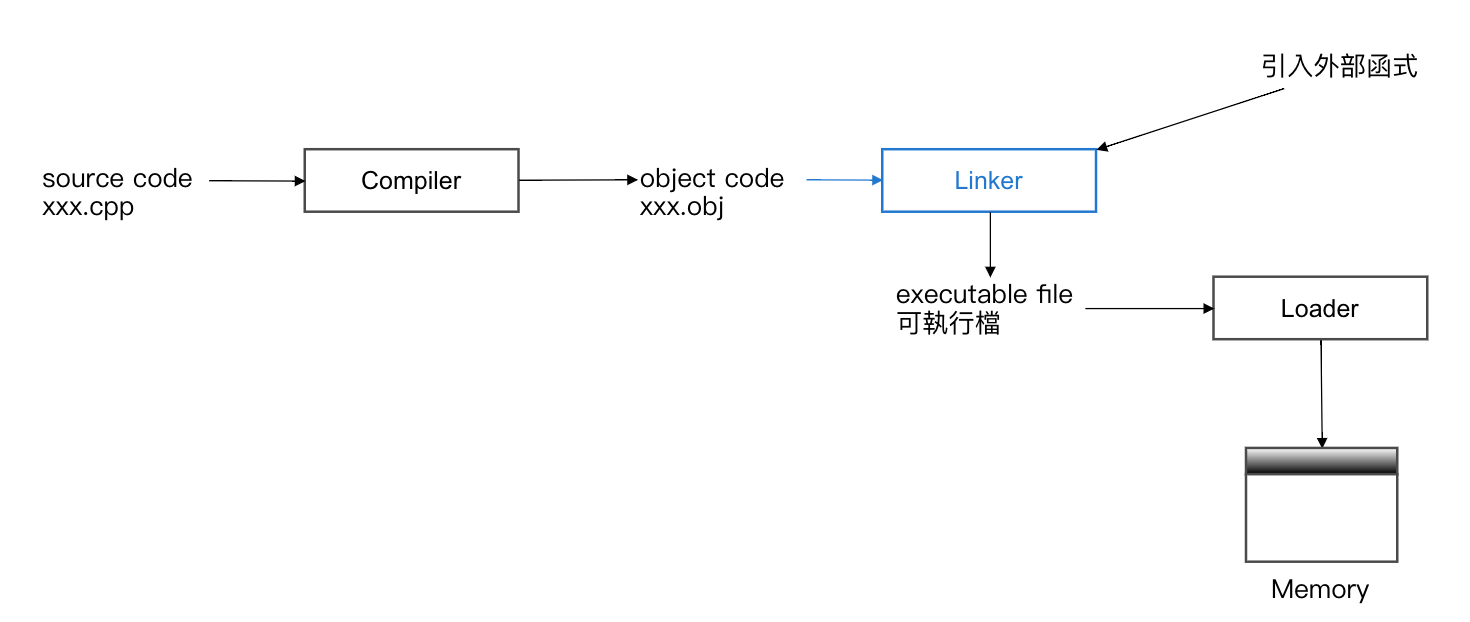 引入外部函式
source code
xxx.cpp
Compiler
object code
xxx.obj
Linker
executable file
可執行檔
Loader
Memory